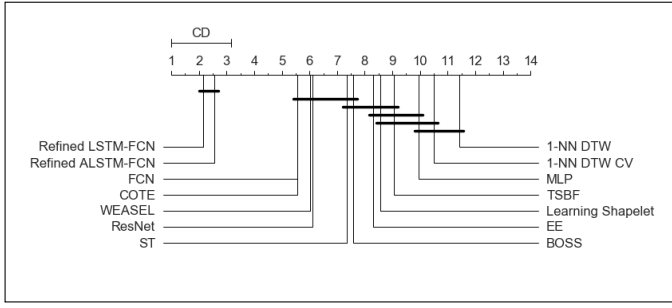 CD
1 2 3 4 5 6 7 8 9 10 11 12 13 14
Refined LSTM-FCN 1-NN DTW
Refined ALSTM-FCN 1-NN DTW CV
FCN MLP
COTE TSBF
WEASEL Learning Shapelet
ResNet EE
ST BOSS